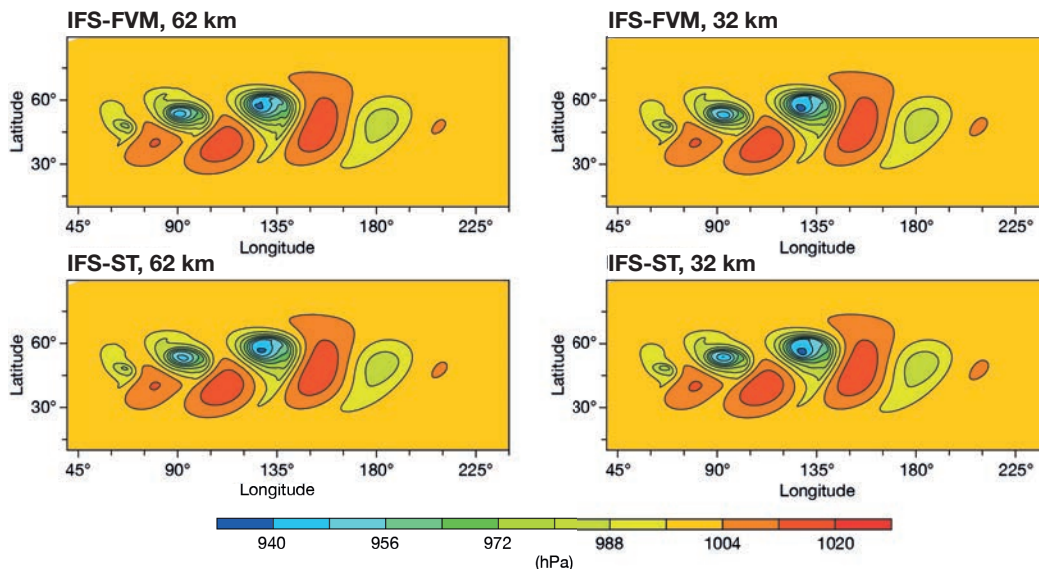 IFS-FVM, 62 km
IFS-FVM, 32 km
Latitude
60°
30°
45° 90° 135° 180° 225°
Longitude
Latitude
60°
30°
45° 90° 135° 180° 225°
Longitude
IFS-ST, 62 km
IFS-ST, 32 km
Latitude
60°
30°
45° 90° 135° 180° 225°
Longitude
Latitude
60°
30°
45° 90° 135° 180° 225°
Longitude
940 956 972 988 1004 1020
(hPa)